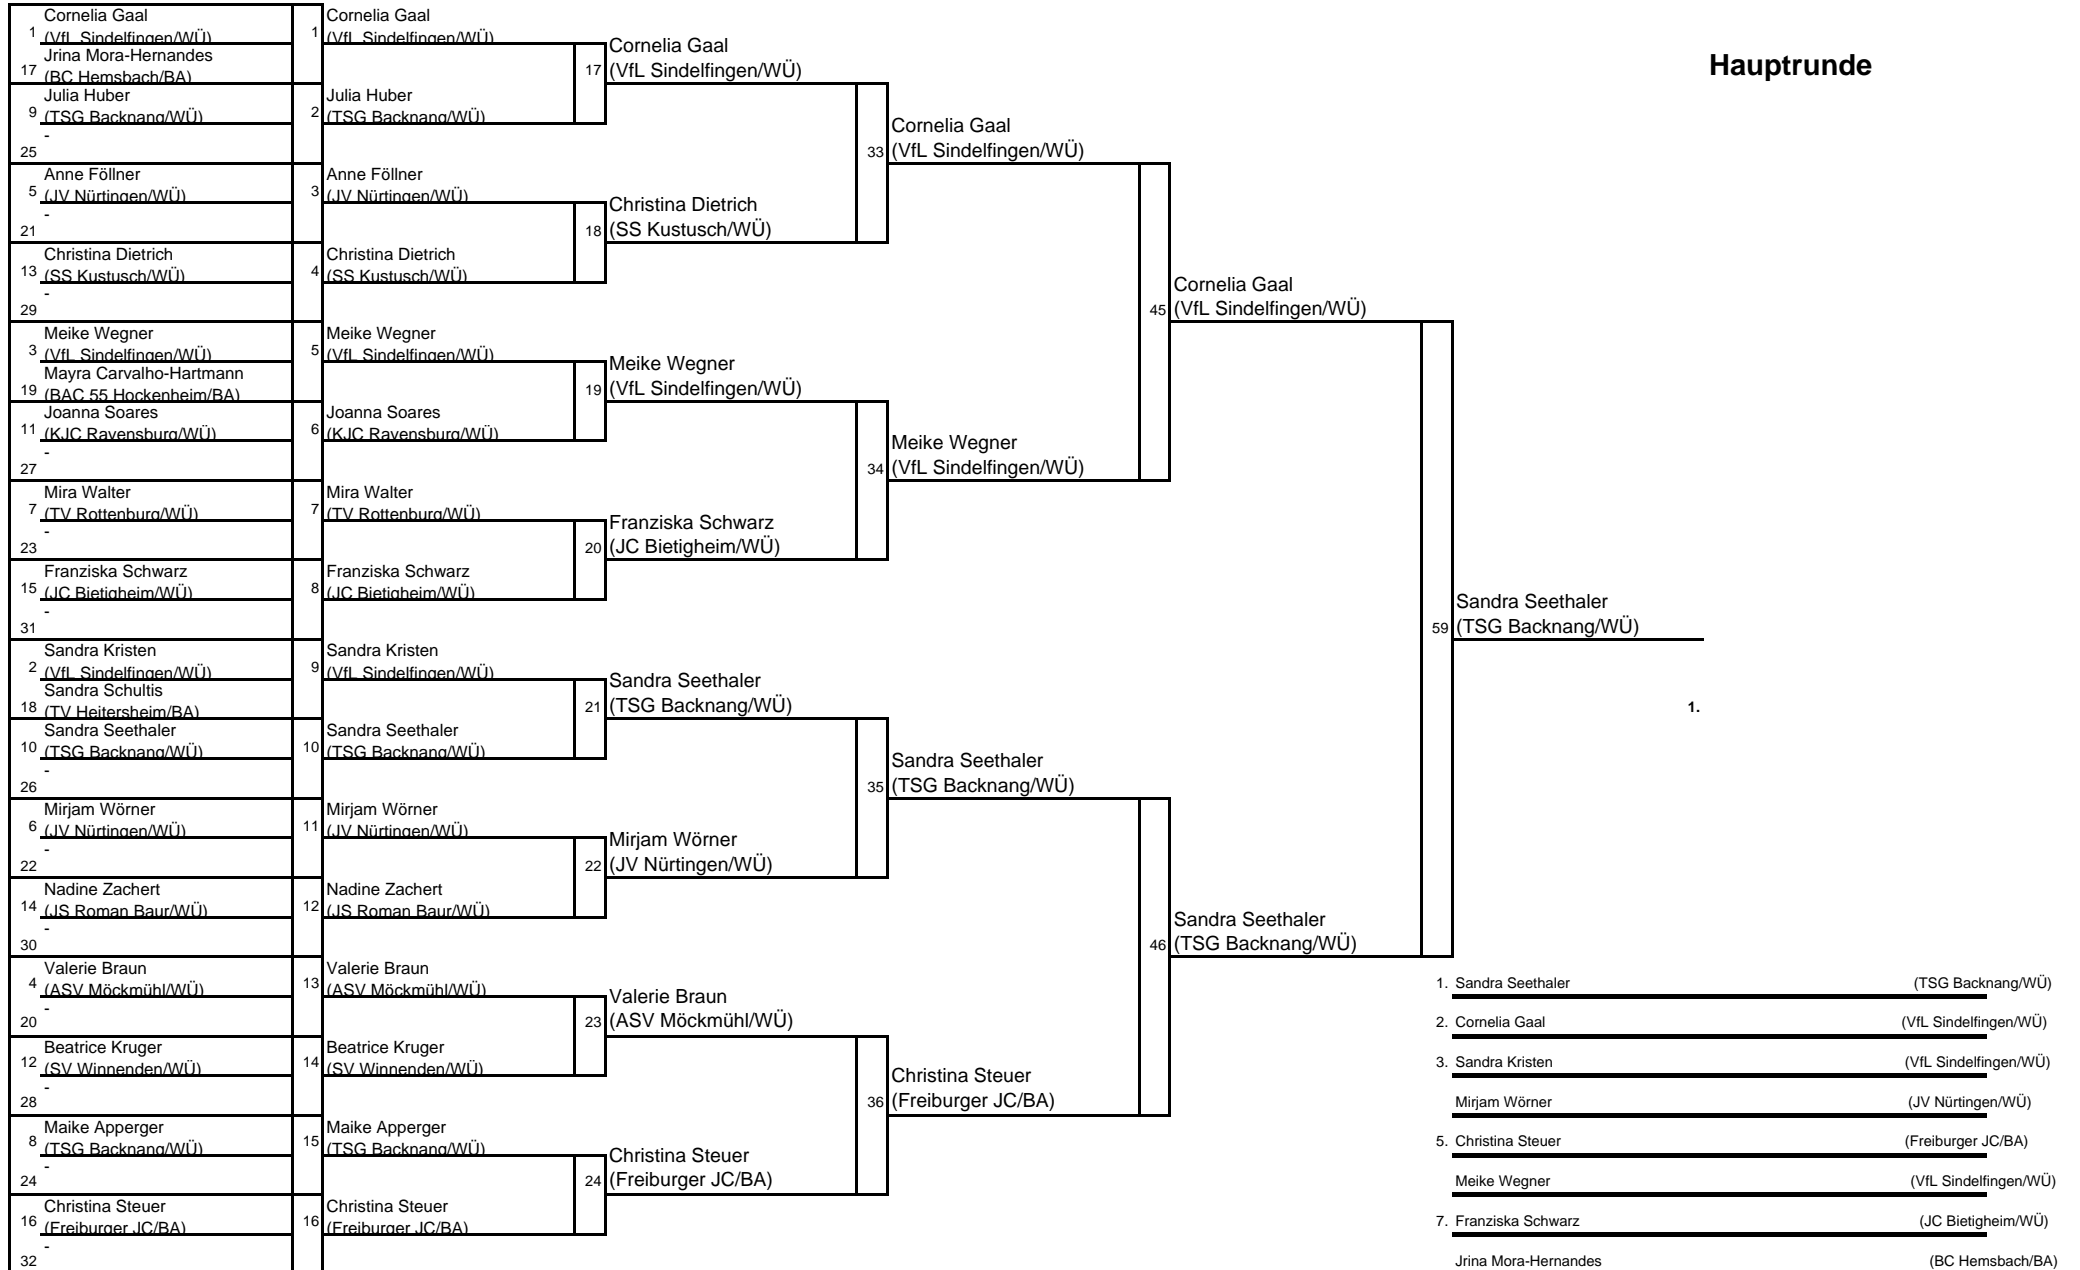 Hauptrunde
1 Cornelia Gaal
(VfL Sindelfingen/WÜ)
17 Jrina Mora-Hernandes
(BC Hemsbach/BA)
9 Julia Huber
(TSG Backnang/WÜ)
25 -
5 Anne Föllner
(JV Nürtingen/WÜ)
21 -
13 Christina Dietrich
(SS Kustusch/WÜ)
29 -
3 Meike Wegner
(VfL Sindelfingen/WÜ)
19 Mayra Carvalho-Hartmann
(BAC 55 Hockenheim/BA)
11 Joanna Soares
(KJC Ravensburg/WÜ)
27 -
7 Mira Walter
(TV Rottenburg/WÜ)
23 -
15 Franziska Schwarz
(JC Bietigheim/WÜ)
31 -
2 Sandra Kristen
(VfL Sindelfingen/WÜ)
18 Sandra Schultis
(TV Heitersheim/BA)
10 Sandra Seethaler
(TSG Backnang/WÜ)
26 -
6 Mirjam Wörner
(JV Nürtingen/WÜ)
22 -
14 Nadine Zachert
(JS Roman Baur/WÜ)
30 -
4 Valerie Braun
(ASV Möckmühl/WÜ)
20 -
12 Beatrice Kruger
(SV Winnenden/WÜ)
28 -
8 Maike Apperger
(TSG Backnang/WÜ)
24 -
16 Christina Steuer
(Freiburger JC/BA)
32 -
1 Cornelia Gaal
(VfL Sindelfingen/WÜ)
2 Julia Huber
(TSG Backnang/WÜ)
3 Anne Föllner
(JV Nürtingen/WÜ)
4 Christina Dietrich
(SS Kustusch/WÜ)
5 Meike Wegner
(VfL Sindelfingen/WÜ)
6 Joanna Soares
(KJC Ravensburg/WÜ)
7 Mira Walter
(TV Rottenburg/WÜ)
8 Franziska Schwarz
(JC Bietigheim/WÜ)
9 Sandra Kristen
(VfL Sindelfingen/WÜ)
10 Sandra Seethaler
(TSG Backnang/WÜ)
11 Mirjam Wörner
(JV Nürtingen/WÜ)
12 Nadine Zachert
(JS Roman Baur/WÜ)
13 Valerie Braun
(ASV Möckmühl/WÜ)
14 Beatrice Kruger
(SV Winnenden/WÜ)
15 Maike Apperger
(TSG Backnang/WÜ)
16 Christina Steuer
(Freiburger JC/BA)
17 Cornelia Gaal
(VfL Sindelfingen/WÜ)
18 Christina Dietrich
(SS Kustusch/WÜ)
19 Meike Wegner
(VfL Sindelfingen/WÜ)
20 Franziska Schwarz
(JC Bietigheim/WÜ)
21 Sandra Seethaler
(TSG Backnang/WÜ)
22 Mirjam Wörner
(JV Nürtingen/WÜ)
23 Valerie Braun
(ASV Möckmühl/WÜ)
24 Christina Steuer
(Freiburger JC/BA)
33 Cornelia Gaal
(VfL Sindelfingen/WÜ)
34 Meike Wegner
(VfL Sindelfingen/WÜ)
35 Sandra Seethaler
(TSG Backnang/WÜ)
36 Christina Steuer
(Freiburger JC/BA)
45 Cornelia Gaal
(VfL Sindelfingen/WÜ)
46 Sandra Seethaler
(TSG Backnang/WÜ)
59 Sandra Seethaler
(TSG Backnang/WÜ)
1.
1. Sandra Seethaler (TSG Backnang/WÜ)
2. Cornelia Gaal (VfL Sindelfingen/WÜ)
3. Sandra Kristen (VfL Sindelfingen/WÜ)
Mirjam Wörner (JV Nürtingen/WÜ)
5. Christina Steuer (Freiburger JC/BA)
Meike Wegner (VfL Sindelfingen/WÜ)
7. Franziska Schwarz (JC Bietigheim/WÜ)
Jrina Mora-Hernandes (BC Hemsbach/BA)